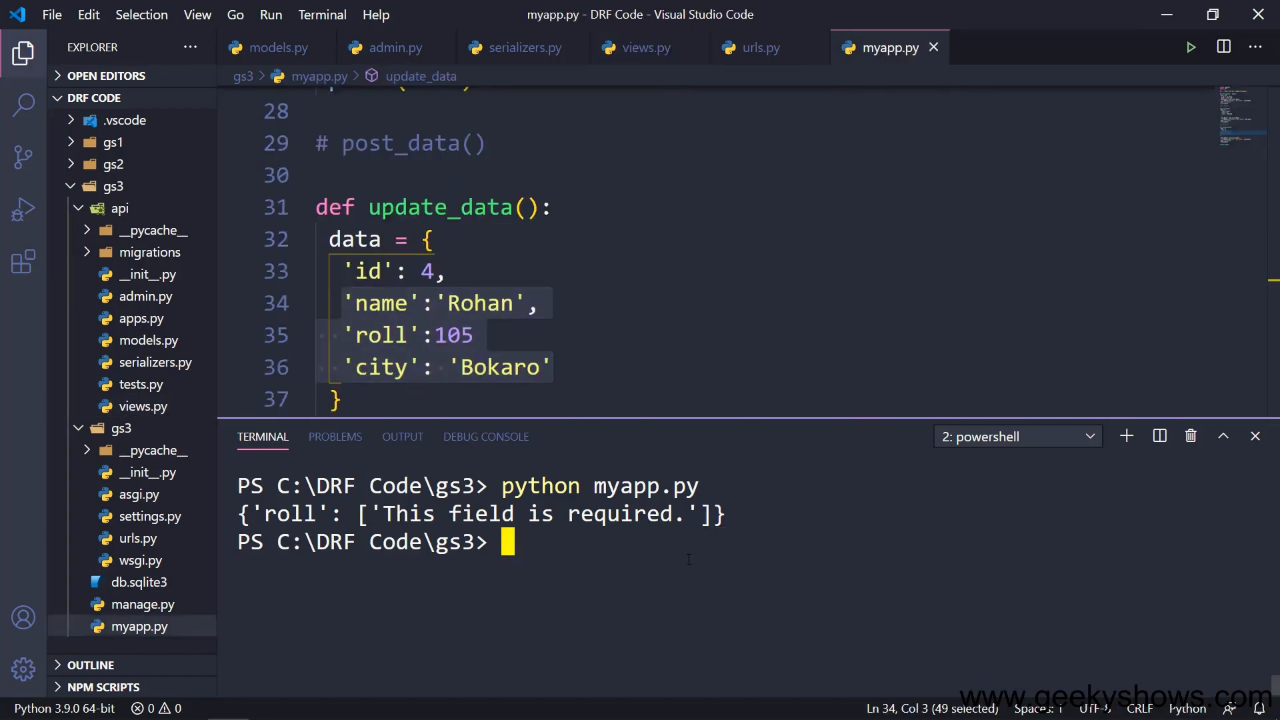 File Edit Selection View Go Run Terminal Help myapp.py - DRF Code - Visual Studio Code
EXPLORER
models.py admin.py serializers.py views.py urls.py myapp.py
OPEN EDITORS
gs3 > myapp.py > update_data
DRF CODE
.vscode
gs1
gs2
gs3
api
__pycache__
migrations
__init__.py
admin.py
apps.py
models.py
serializers.py
tests.py
views.py
gs3
__pycache__
__init__.py
asgi.py
settings.py
urls.py
wsgi.py
db.sqlite3
manage.py
myapp.py
OUTLINE
NPM SCRIPTS
28
29 # post_data()
30
31 def update_data():
32 data = {
33 'id': 4,
34 'name':'Rohan',
35 'roll':105
36 'city': 'Bokaro'
37 }
TERMINAL PROBLEMS OUTPUT DEBUG CONSOLE 2: powershell
PS C:\DRF Code\gs3> python myapp.py
{'roll': ['This field is required.']}
PS C:\DRF Code\gs3>
www.geekyshows.com
Python 3.9.0 64-bit 0 0 Ln 34, Col 3 (49 selected) Spaces: 1 UTF-8 CRLF Python